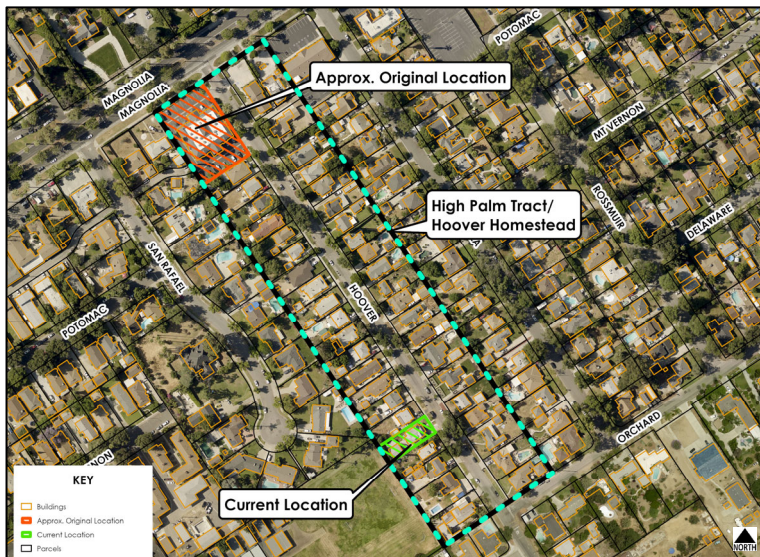 POTOMAC
MAGNOLIA
MAGNOLIA
Approx. Original Location
MT VERNON
ROSSMUIR
DELAWARE
High Palm Tract/
Hoover Homestead
SAN RAFAEL
HOOVER
POTOMAC
ORCHARD
Current Location
KEY
Buildings
Approx. Original Location
Current Location
Parcels
NORTH